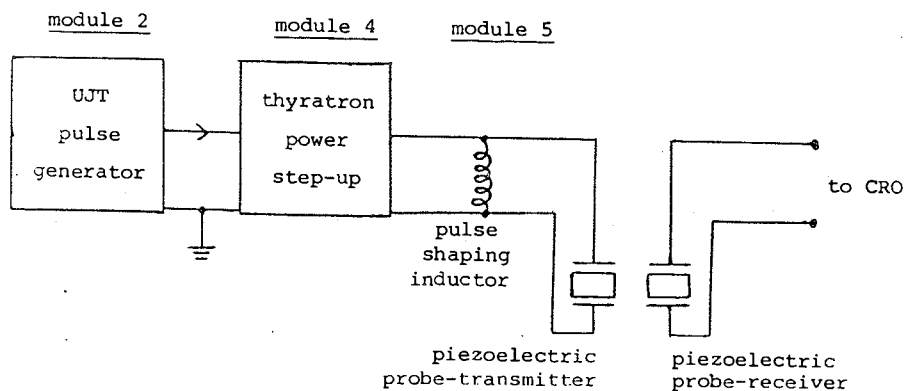 module 2
module 4
module 5
UJT
pulse
generator
thyratron
power
step-up
to CRO
pulse
shaping
inductor
piezoelectric
probe-transmitter
piezoelectric
probe-receiver